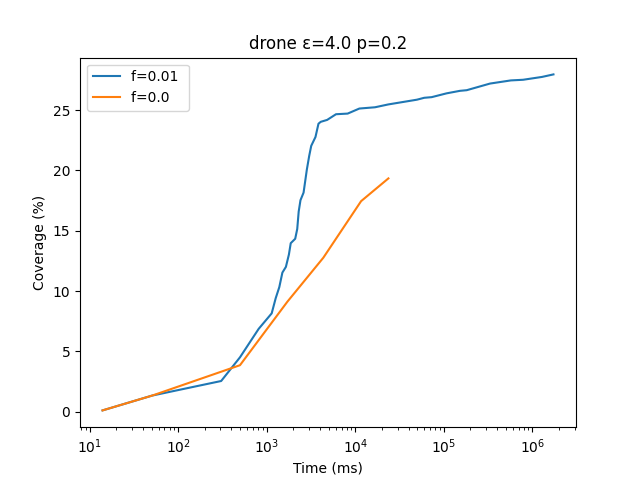 drone ε=4.0 p=0.2
f=0.01
f=0.0
Coverage (%)
25
20
15
10
5
0
10¹ 10² 10³ 10⁴ 10⁵ 10⁶
Time (ms)